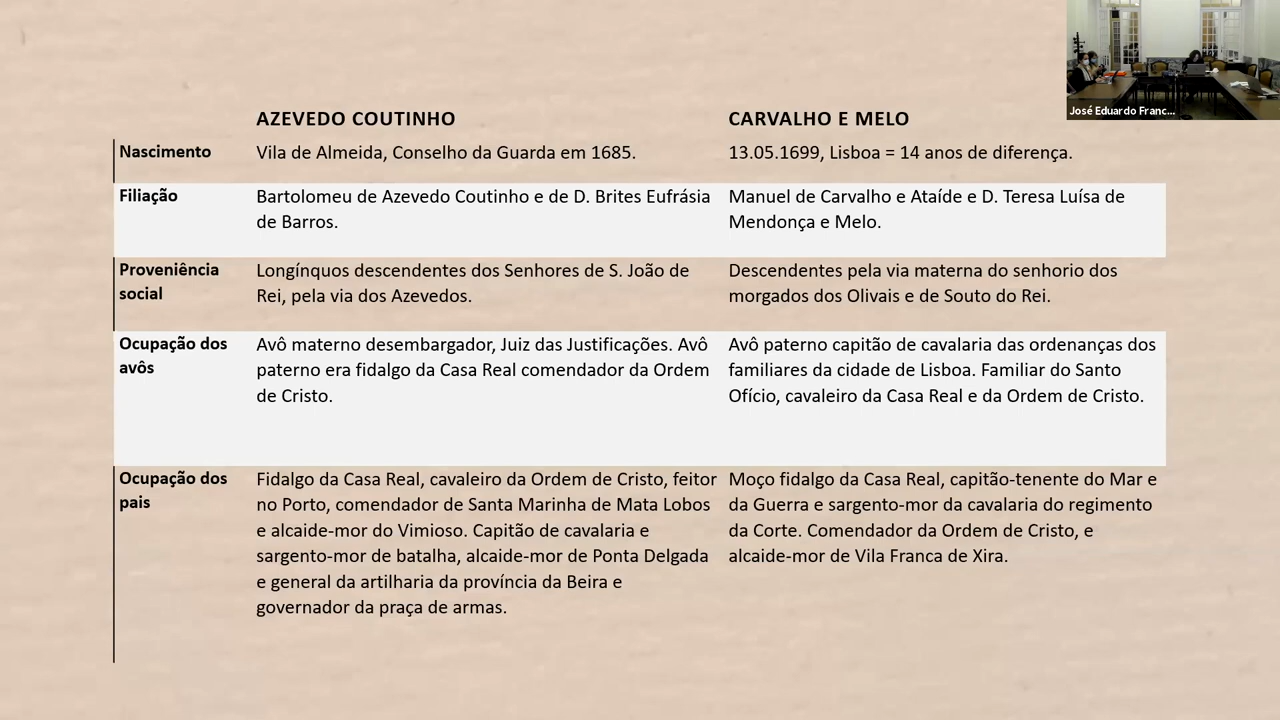 José Eduardo Franc...
AZEVEDO COUTINHO
CARVALHO E MELO
Nascimento
Vila de Almeida, Conselho da Guarda em 1685.
13.05.1699, Lisboa = 14 anos de diferença.
Filiação
Bartolomeu de Azevedo Coutinho e de D. Brites Eufrásia
de Barros.
Manuel de Carvalho e Ataíde e D. Teresa Luísa de
Mendonça e Melo.
Proveniência
social
Longínquos descendentes dos Senhores de S. João de
Rei, pela via dos Azevedos.
Descendentes pela via materna do senhorio dos
morgados dos Olivais e de Souto do Rei.
Ocupação dos
avôs
Avô materno desembargador, Juiz das Justificações. Avô
paterno era fidalgo da Casa Real comendador da Ordem
de Cristo.
Avô paterno capitão de cavalaria das ordenanças dos
familiares da cidade de Lisboa. Familiar do Santo
Ofício, cavaleiro da Casa Real e da Ordem de Cristo.
Ocupação dos
pais
Fidalgo da Casa Real, cavaleiro da Ordem de Cristo, feitor
no Porto, comendador de Santa Marinha de Mata Lobos
e alcaide-mor do Vimioso. Capitão de cavalaria e
sargento-mor de batalha, alcaide-mor de Ponta Delgada
e general da artilharia da província da Beira e
governador da praça de armas.
Moço fidalgo da Casa Real, capitão-tenente do Mar e
da Guerra e sargento-mor da cavalaria do regimento
da Corte. Comendador da Ordem de Cristo, e
alcaide-mor de Vila Franca de Xira.